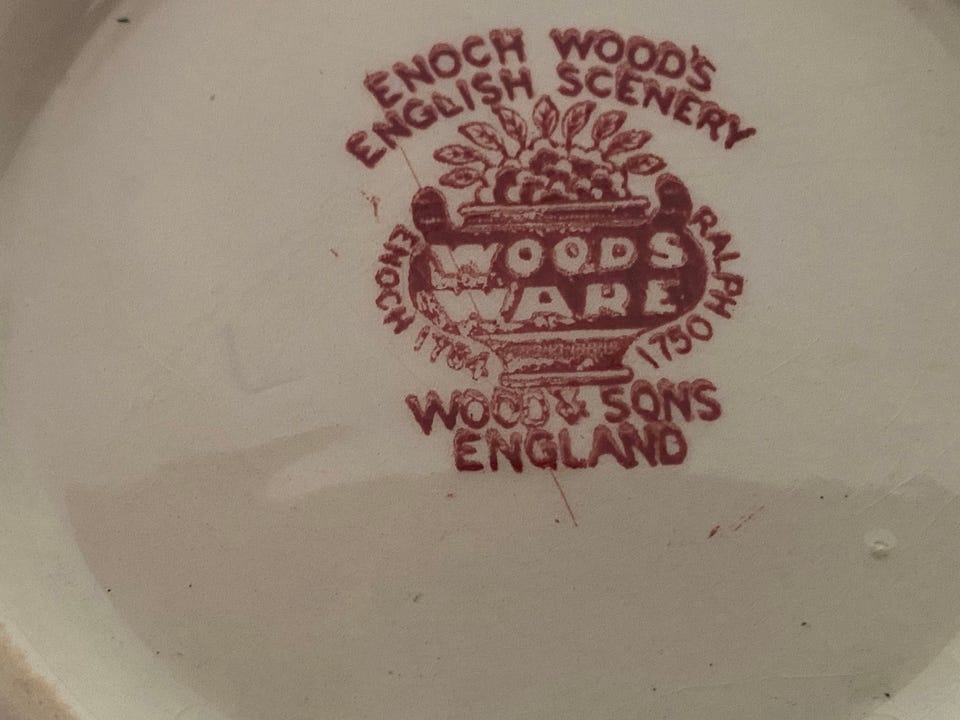 ENOCH WOOD'S
ENGLISH SCENERY
WOODS
WARE
ENOCH 1784
RALPH 1750
WOOD & SONS
ENGLAND